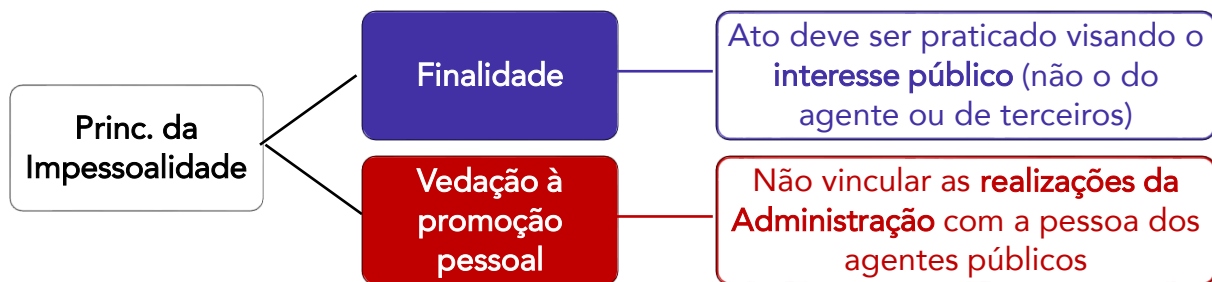 Princ. da
Impessoalidade
Finalidade
Ato deve ser praticado visando o
interesse público (não o do
agente ou de terceiros)
Vedação à
promoção
pessoal
Não vincular as realizações da
Administração com a pessoa dos
agentes públicos